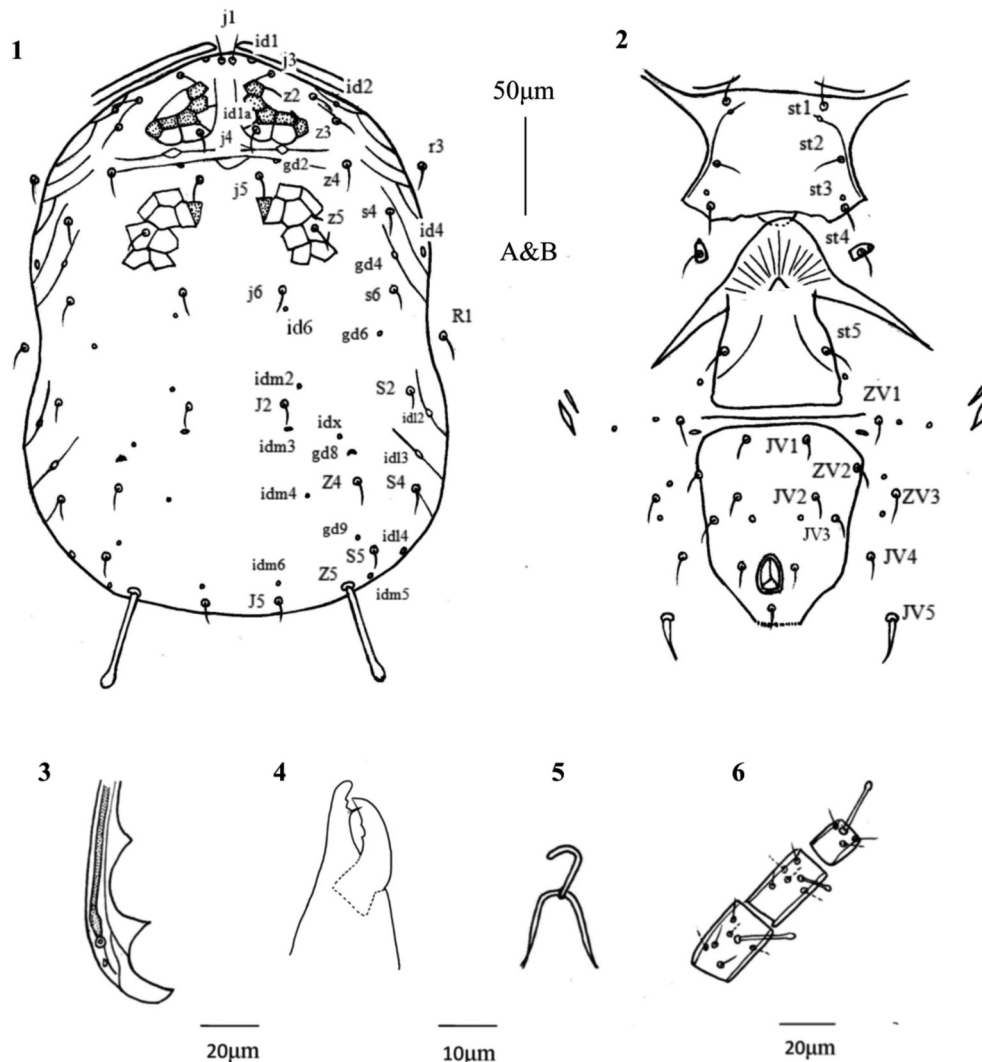 1
j1
id1
j3
id2
z2
id1a
z3
j4
gd2
z4
r3
j5
z5
s4
id4
gd4
j6
s6
id6
gd6
R1
idm2
J2
S2
idx
idl2
idm3
gd8
idl3
Z4
S4
idm4
gd9
idl4
S5
idm6
Z5
idm5
J5
50μm
A&B
2
st1
st2
st3
st4
st5
ZV1
JV1
ZV2
JV2
ZV3
JV3
JV4
JV5
3
4
5
6
20μm
10μm
20μm